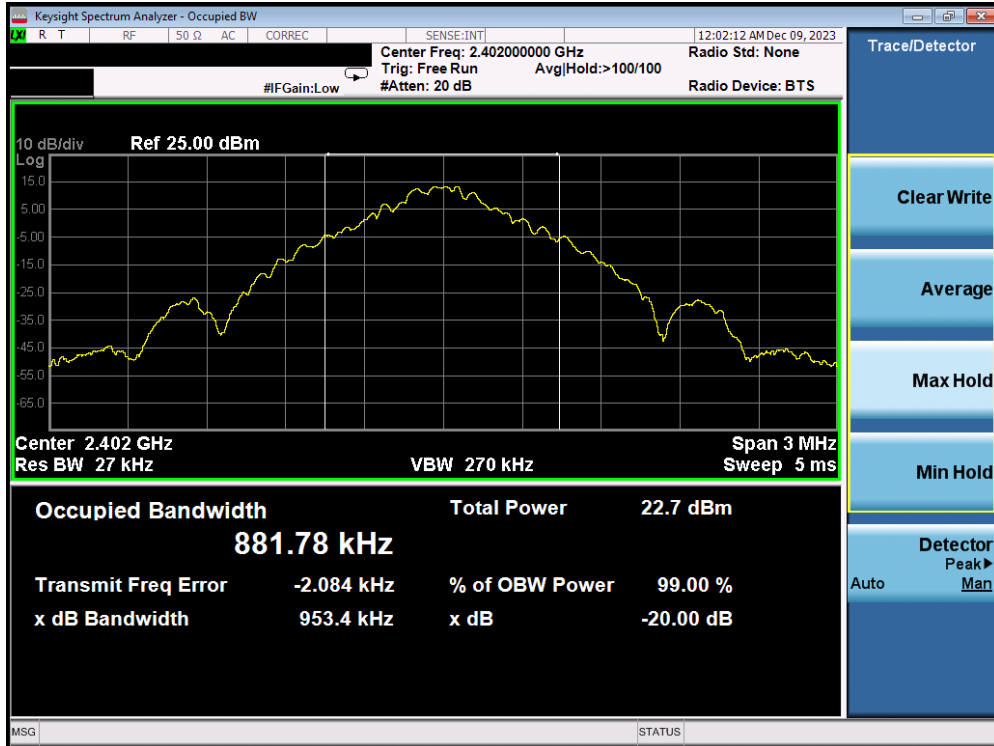 Keysight Spectrum Analyzer - Occupied BW
LXI R T RF 50 Ω AC CORREC SENSE:INT 12:02:12 AM Dec 09, 2023
Center Freq: 2.402000000 GHz Radio Std: None
Trig: Free Run Avg|Hold:>100/100
#IFGain:Low #Atten: 20 dB Radio Device: BTS
Trace/Detector
10 dB/div Ref 25.00 dBm
Log
15.0
5.00
-5.00
-15.0
-25.0
-35.0
-45.0
-55.0
-65.0
Center 2.402 GHz Span 3 MHz
Res BW 27 kHz VBW 270 kHz Sweep 5 ms
Occupied Bandwidth Total Power 22.7 dBm
881.78 kHz
Transmit Freq Error -2.084 kHz % of OBW Power 99.00 %
x dB Bandwidth 953.4 kHz x dB -20.00 dB
Clear Write
Average
Max Hold
Min Hold
Detector
Peak▶
Auto Man
MSG STATUS